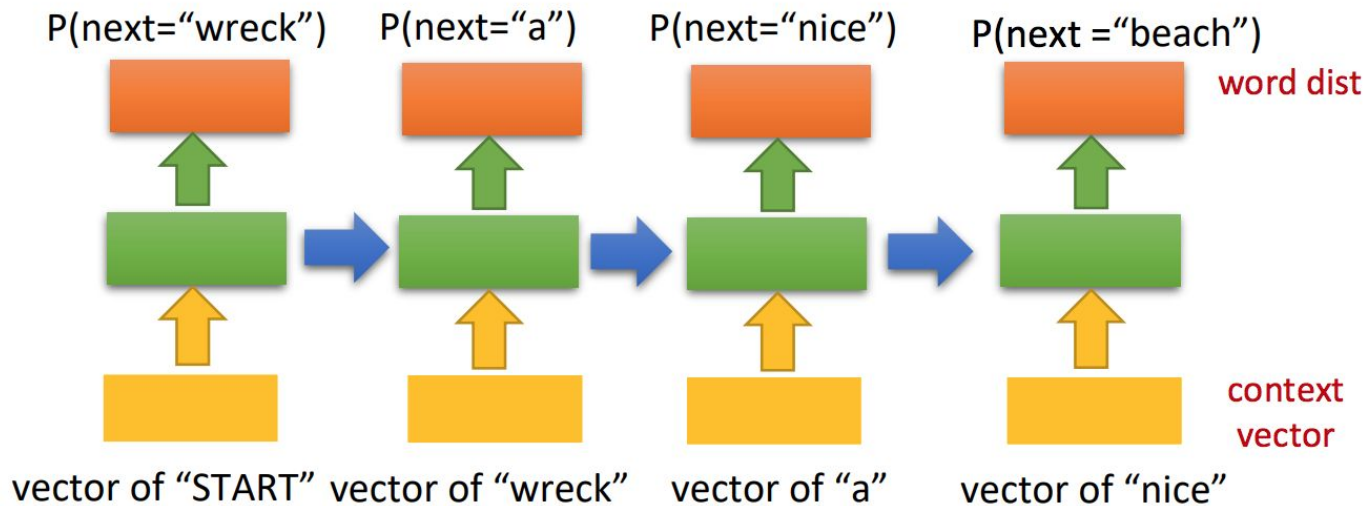 P(next=“wreck”) P(next=“a”) P(next=“nice”) P(next =“beach”)
word dist
context
vector
vector of “START” vector of “wreck” vector of “a” vector of “nice”